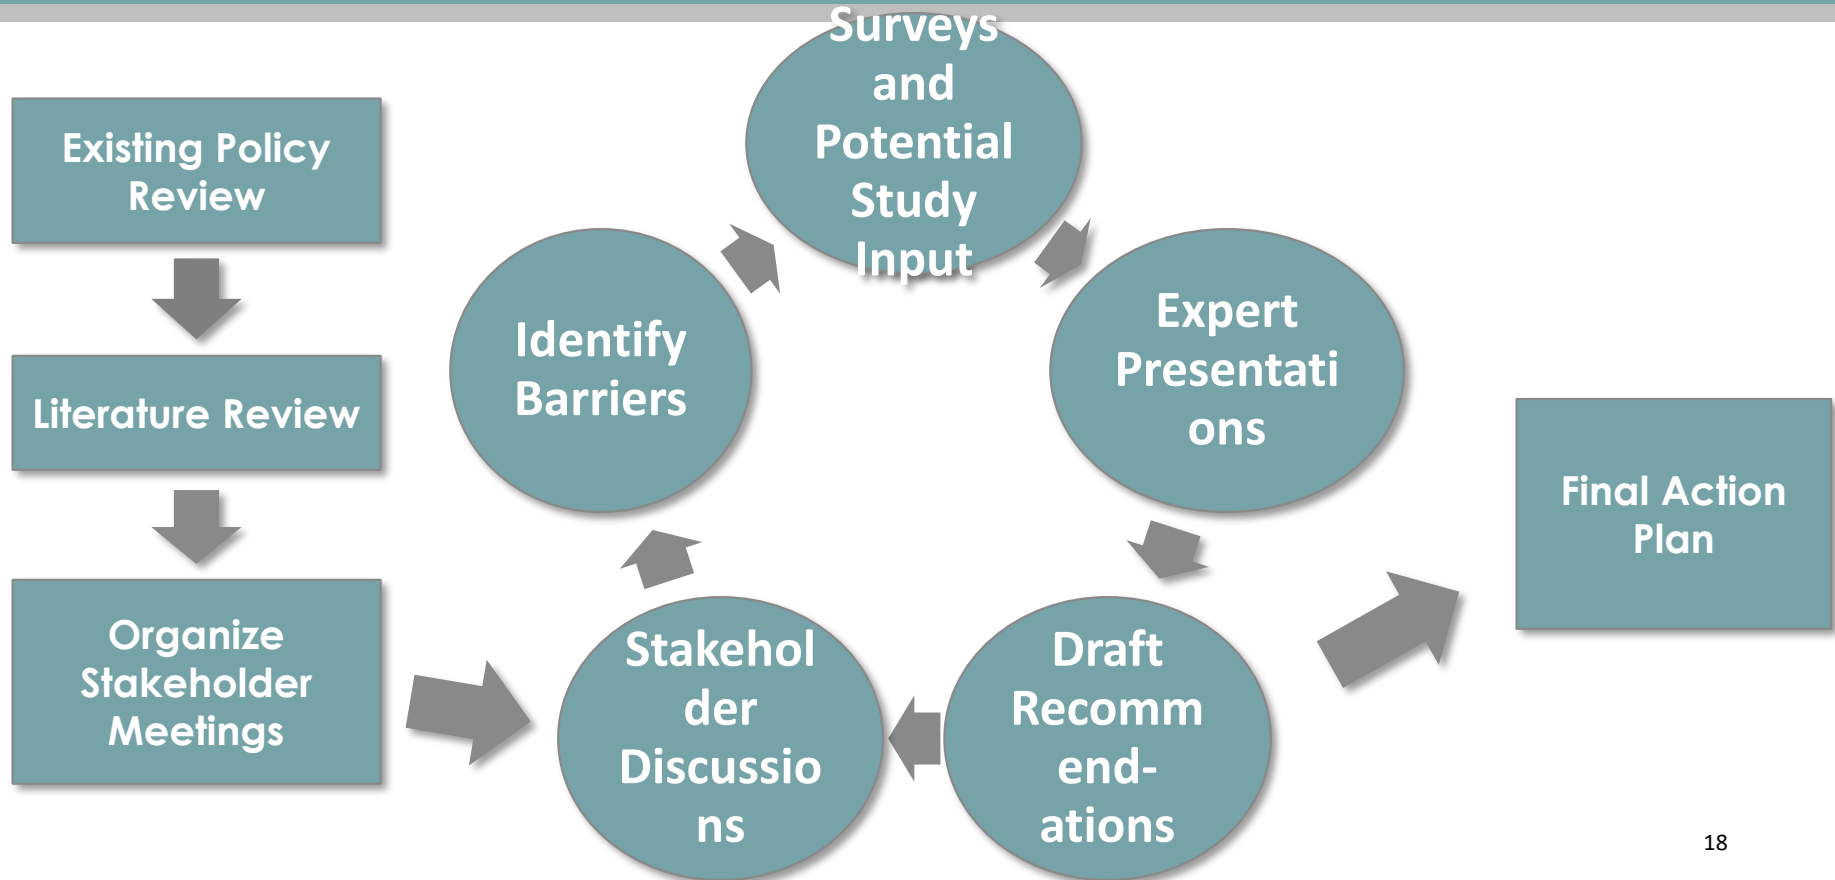 Existing Policy
Review
Literature Review
Organize
Stakeholder
Meetings
Surveys
and
Potential
Study
Input
Identify
Barriers
Expert
Presentati
ons
Stakehol
der
Discussio
ns
Draft
Recomm
end-
ations
Final Action
Plan
18